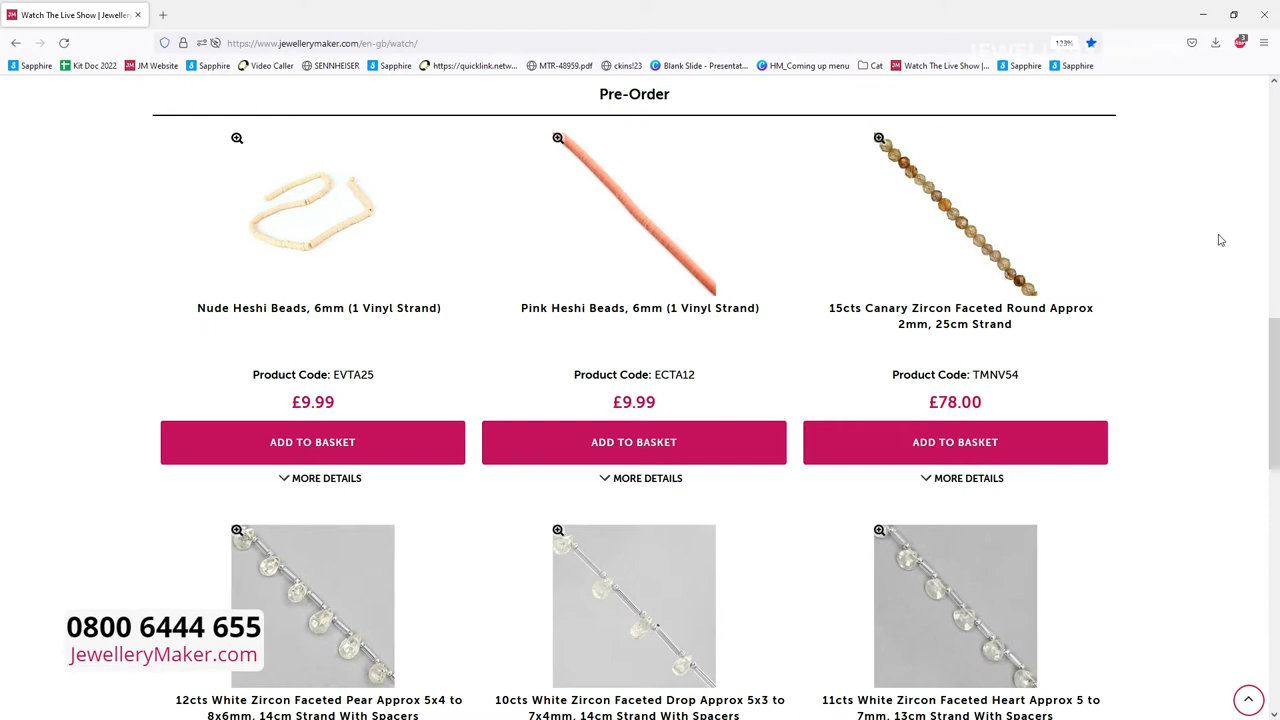 Watch The Live Show | Jeweller
https://www.jewellerymaker.com
gb/watch/
123%
3
Sapphire
Kit Doc 2022
JM Website
Sapphire
Video Caller
SENNHEISER
Sapphire
https://quicklink.netw...
MTR-48959.pdf
ckins!23
Blank Slide - Presentat...
HM_Coming up menu
Cat
Watch The Live Show |...
Sapphire
Sapphire
Pre-Order
Nude Heshi Beads, 6mm (1 Vinyl Strand)
Product Code: EVTA25
£9.99
ADD TO BASKET
MORE DETAILS
Pink Heshi Beads, 6mm (1 Vinyl Strand)
Product Code: ECTA12
£9.99
ADD TO BASKET
MORE DETAILS
15cts Canary Zircon Faceted Round Approx
2mm, 25cm Strand
Product Code: TMNV54
£78.00
ADD TO BASKET
MORE DETAILS
12cts White Zircon Faceted Pear Approx 5x4 to
8x6mm, 14cm Strand With Spacers
10cts White Zircon Faceted Drop Approx 5x3 to
7x4mm, 14cm Strand With Spacers
11cts White Zircon Faceted Heart Approx 5 to
7mm, 13cm Strand With Spacers
0800 6444 655
JewelleryMaker.com